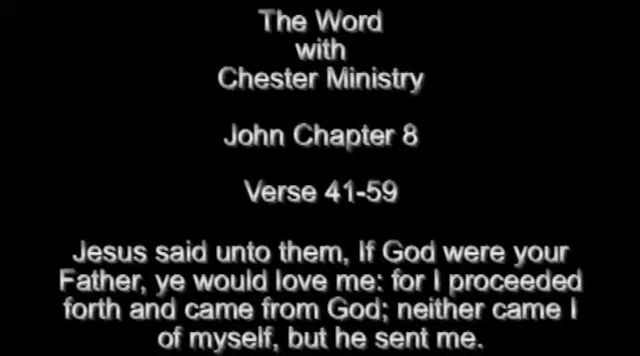 The Word
with
Chester Ministry
John Chapter 8
Verse 41-59
Jesus said unto them, If God were your
Father, ye would love me: for I proceeded
forth and came from God; neither came I
of myself, but he sent me.